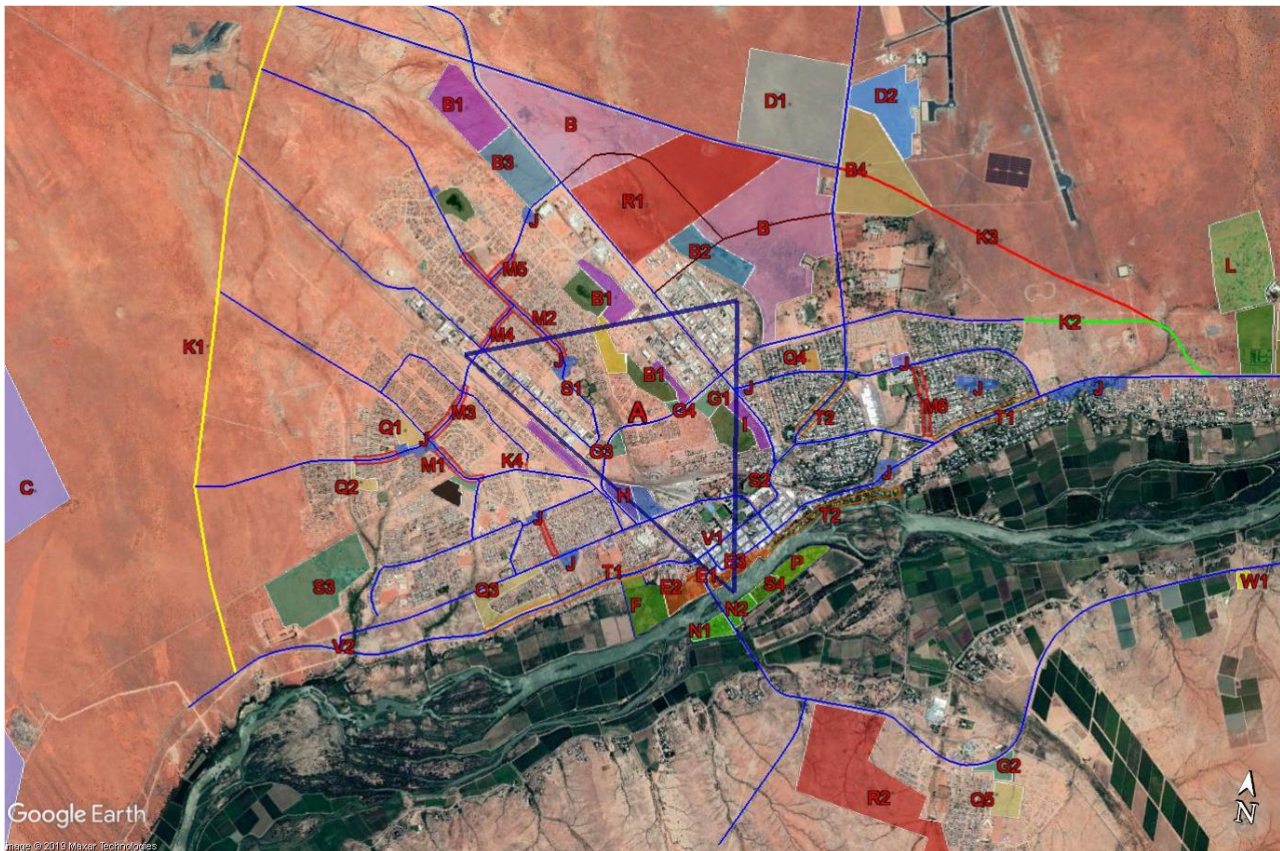 D1
D2
B1
B
B3
B4
R1
J
B
B2
K3
L
M5
B1
M2
K2
K1
M4
J
S1
Q4
J
B1
J
J
J
A
G1
G4
M6
T2
T1
M3
I
Q1
J
G3
M1
K4
S2
J
C
Q2
H
J
T2
V1
J
E3
P
T1
E1
S4
W1
S3
Q3
E2
F
N2
N1
V2
G2
R2
Q5
N
Google Earth
Image © 2019 Maxar Technologies